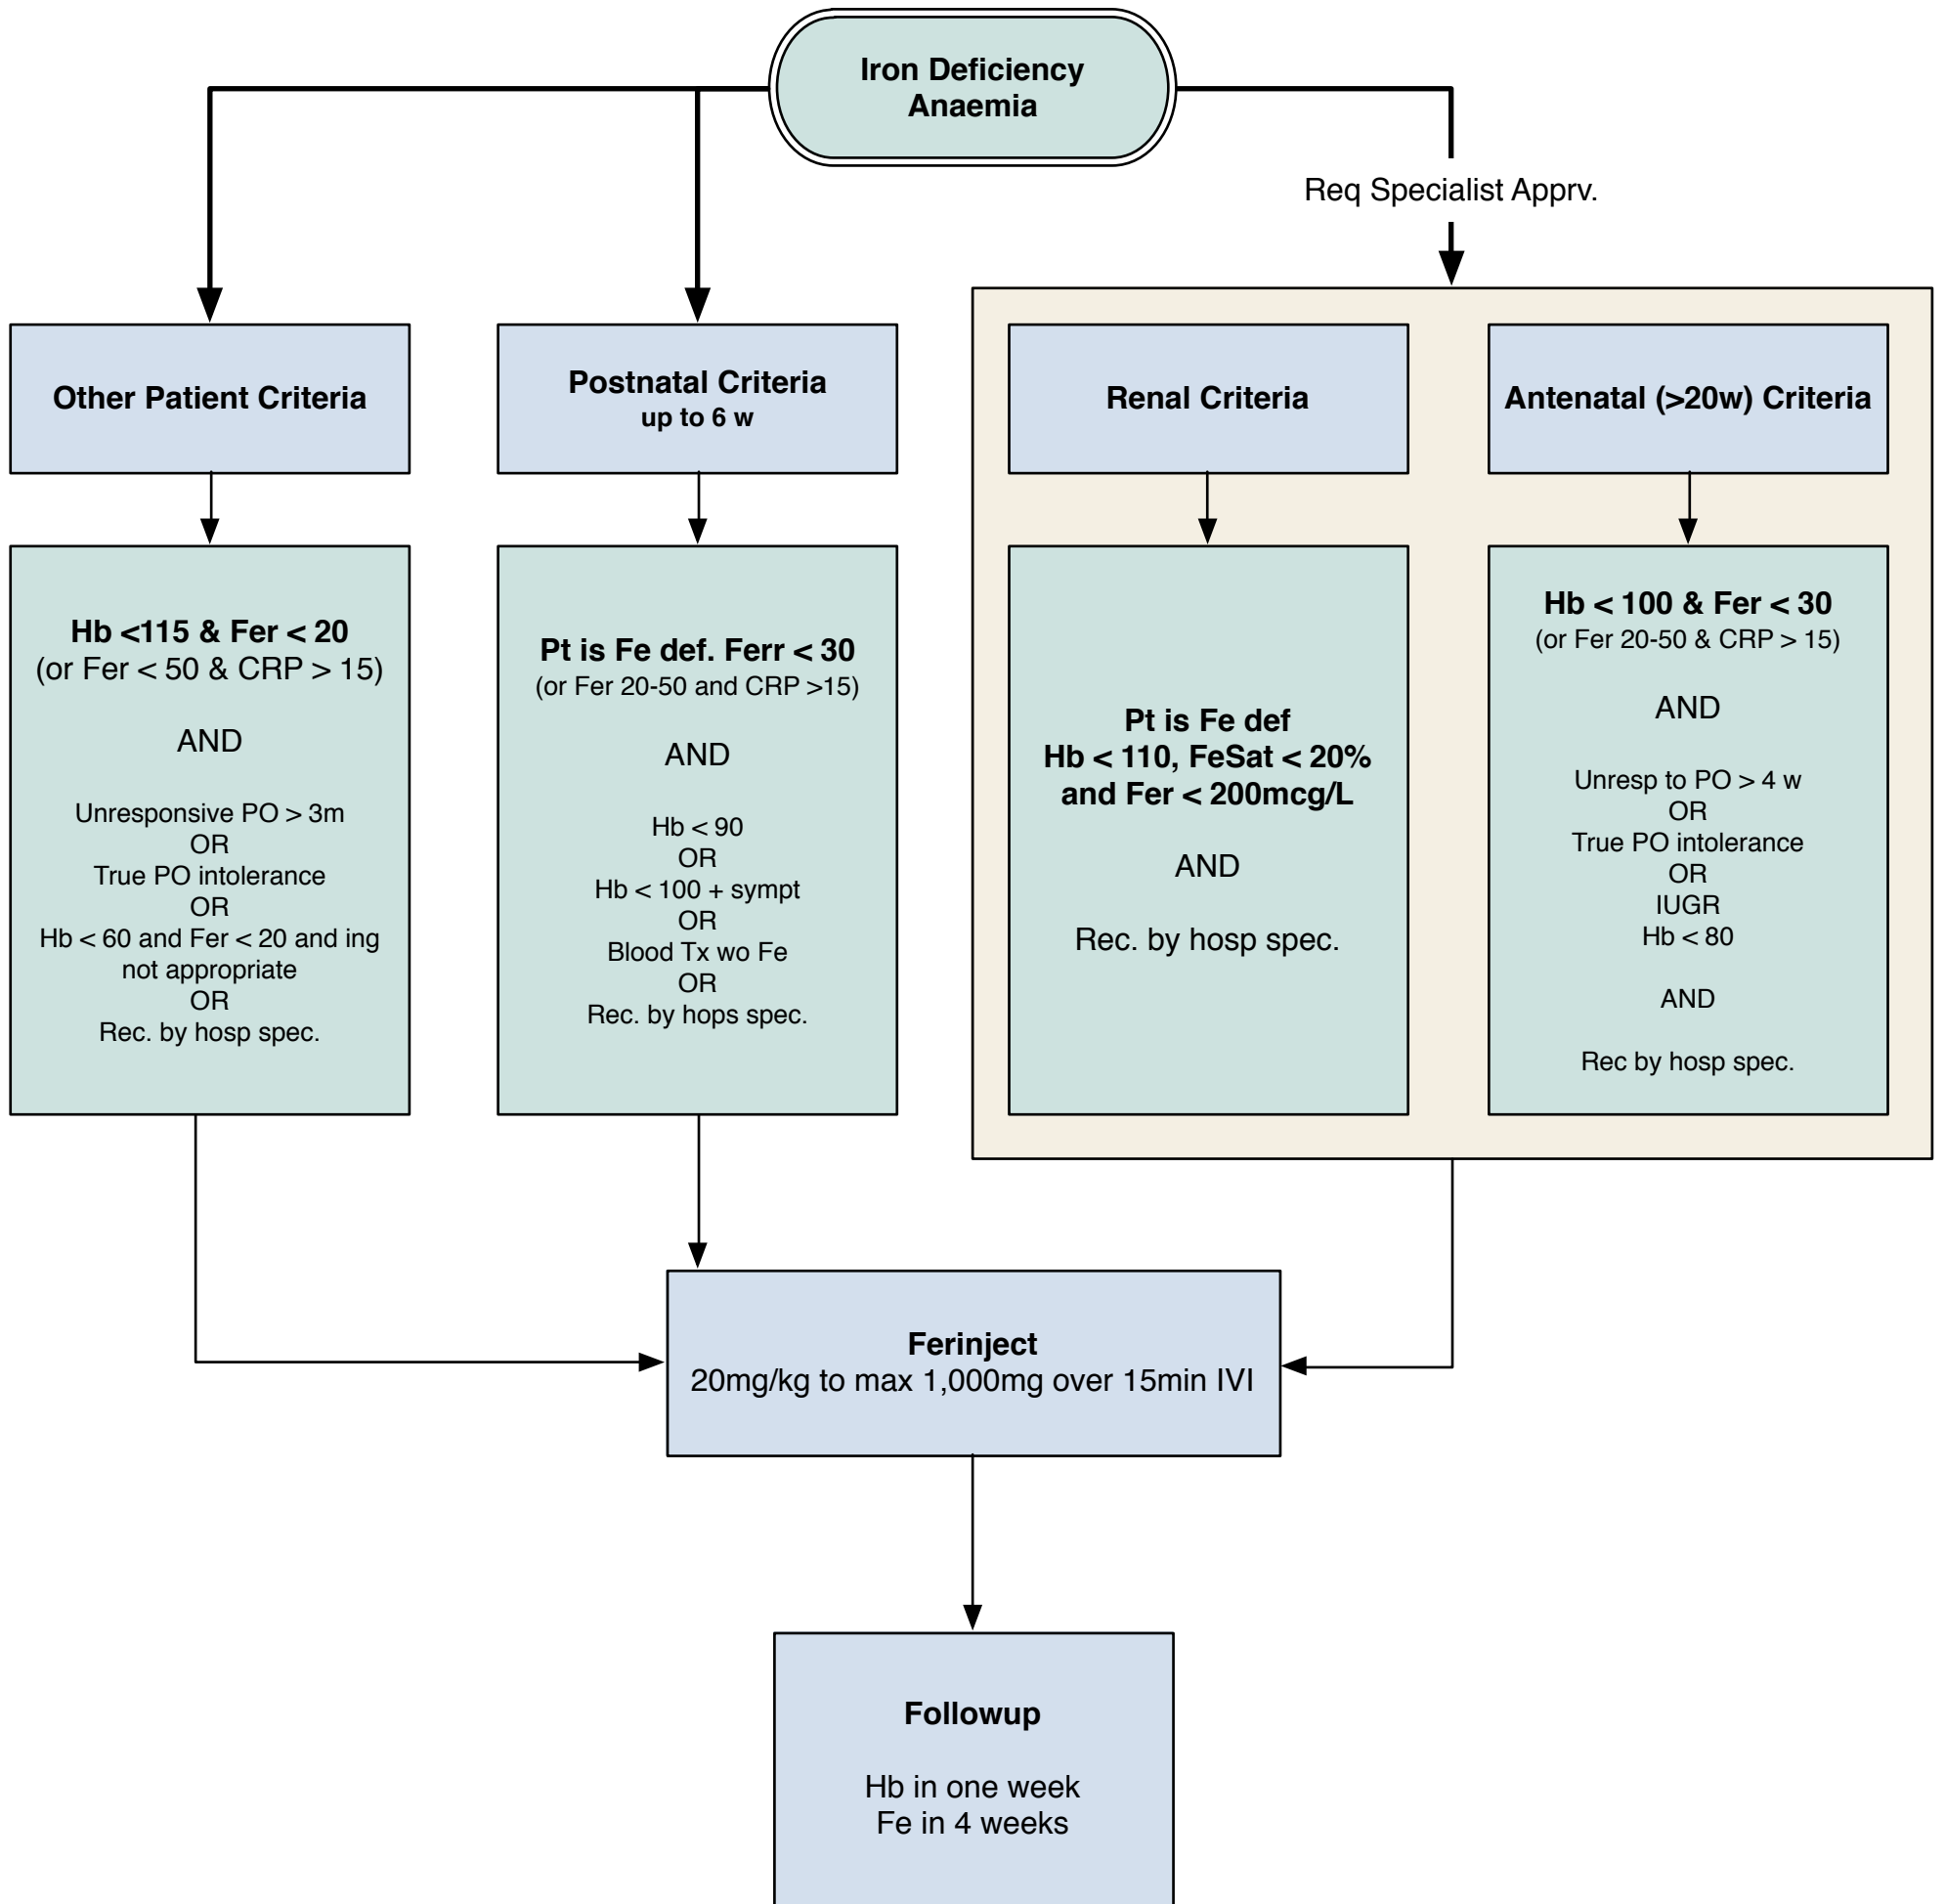 Iron Deficiency
Anaemia
Req Specialist Apprv.
Other Patient Criteria
Postnatal Criteria
up to 6 w
Renal Criteria
Antenatal (>20w) Criteria
Hb <115 & Fer < 20
(or Fer < 50 & CRP > 15)
AND
Unresponsive PO > 3m
OR
True PO intolerance
OR
Hb < 60 and Fer < 20 and ing
not appropriate
OR
Rec. by hosp spec.
Pt is Fe def. Ferr < 30
(or Fer 20-50 and CRP >15)
AND
Hb < 90
OR
Hb < 100 + sympt
OR
Blood Tx wo Fe
OR
Rec. by hops spec.
Pt is Fe def
Hb < 110, FeSat < 20%
and Fer < 200mcg/L
AND
Rec. by hosp spec.
Hb < 100 & Fer < 30
(or Fer 20-50 & CRP > 15)
AND
Unresp to PO > 4 w
OR
True PO intolerance
OR
IUGR
Hb < 80
AND
Rec by hosp spec.
Ferinject
20mg/kg to max 1,000mg over 15min IVI
Followup
Hb in one week
Fe in 4 weeks